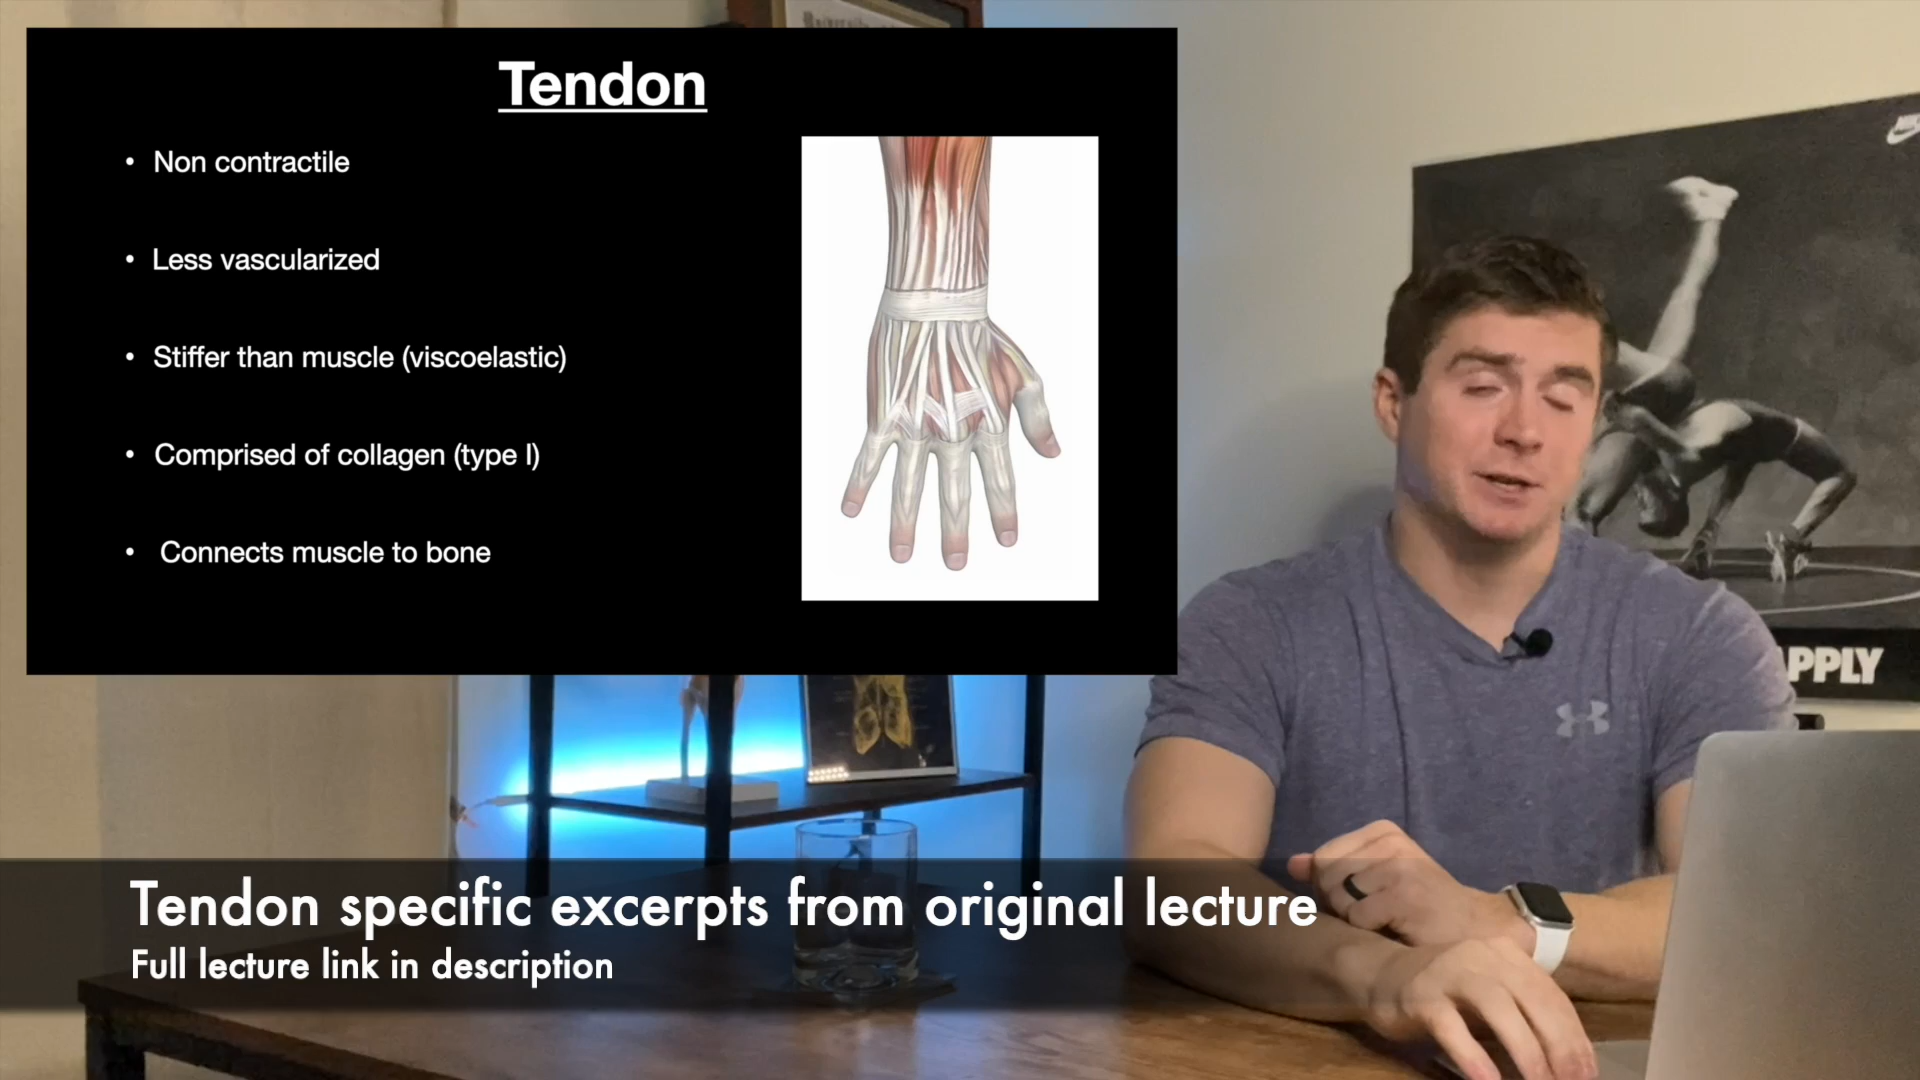 Tendon
• Non contractile
• Less vascularized
• Stiffer than muscle (viscoelastic)
• Comprised of collagen (type I)
• Connects muscle to bone
PPLY
Tendon specific excerpts from original lecture
Full lecture link in description